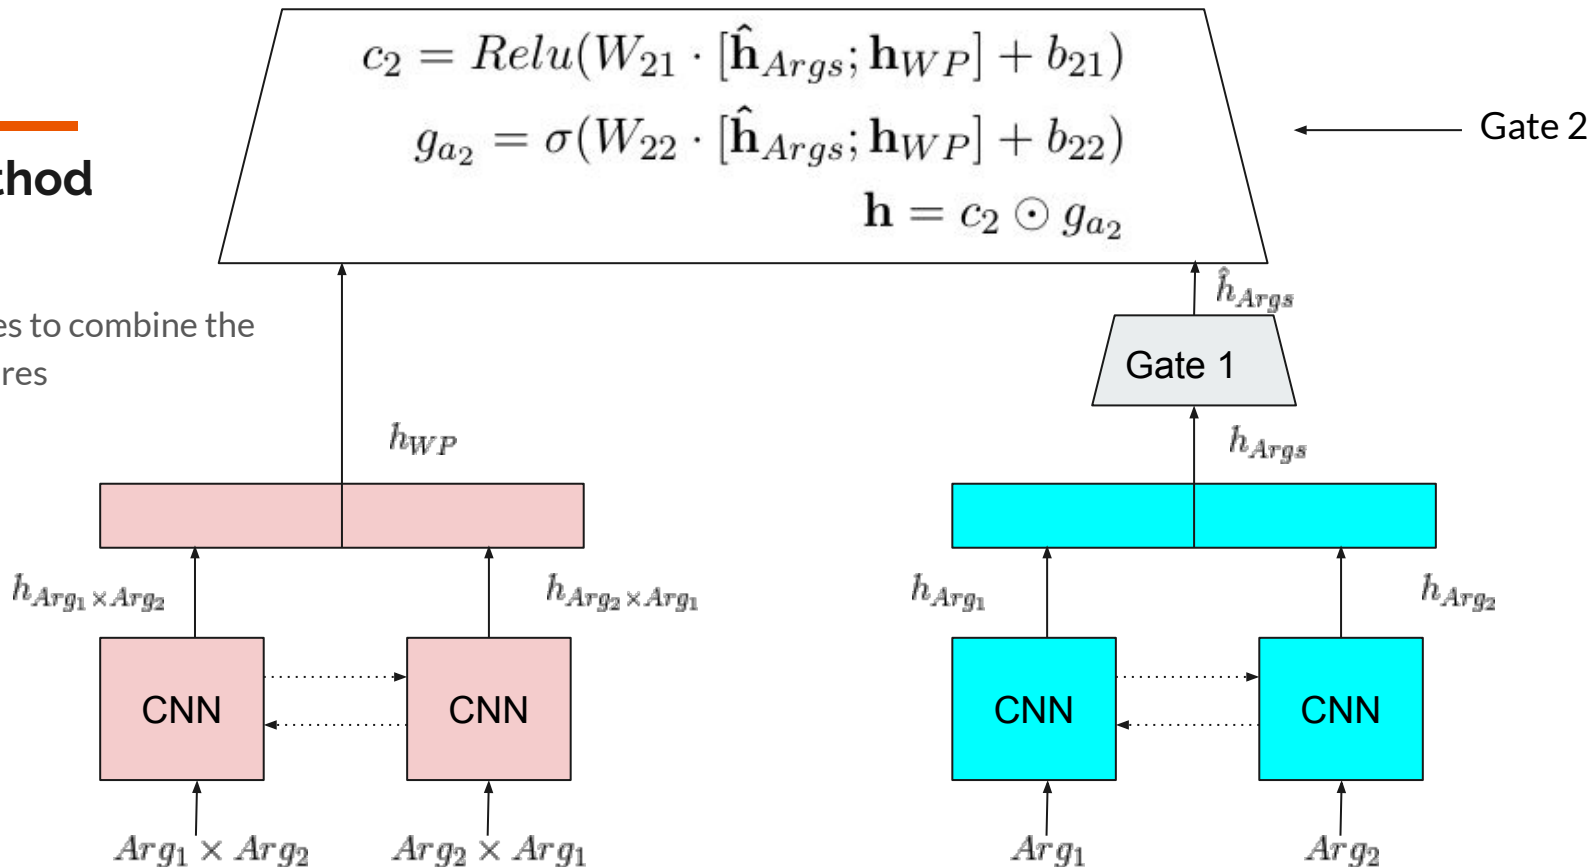 c₂ = Relu(W₂₁ · [ĥ_Args; h_WP] + b₂₁)
g_a₂ = σ(W₂₂ · [ĥ_Args; h_WP] + b₂₂)
h = c₂ ⊙ g_a₂
Gate 2
thod
es to combine the
res
ĥ_Args
Gate 1
h_WP
h_Args
h_Arg₁×Arg₂
h_Arg₂×Arg₁
h_Arg₁
h_Arg₂
CNN
CNN
CNN
CNN
Arg₁ × Arg₂
Arg₂ × Arg₁
Arg₁
Arg₂